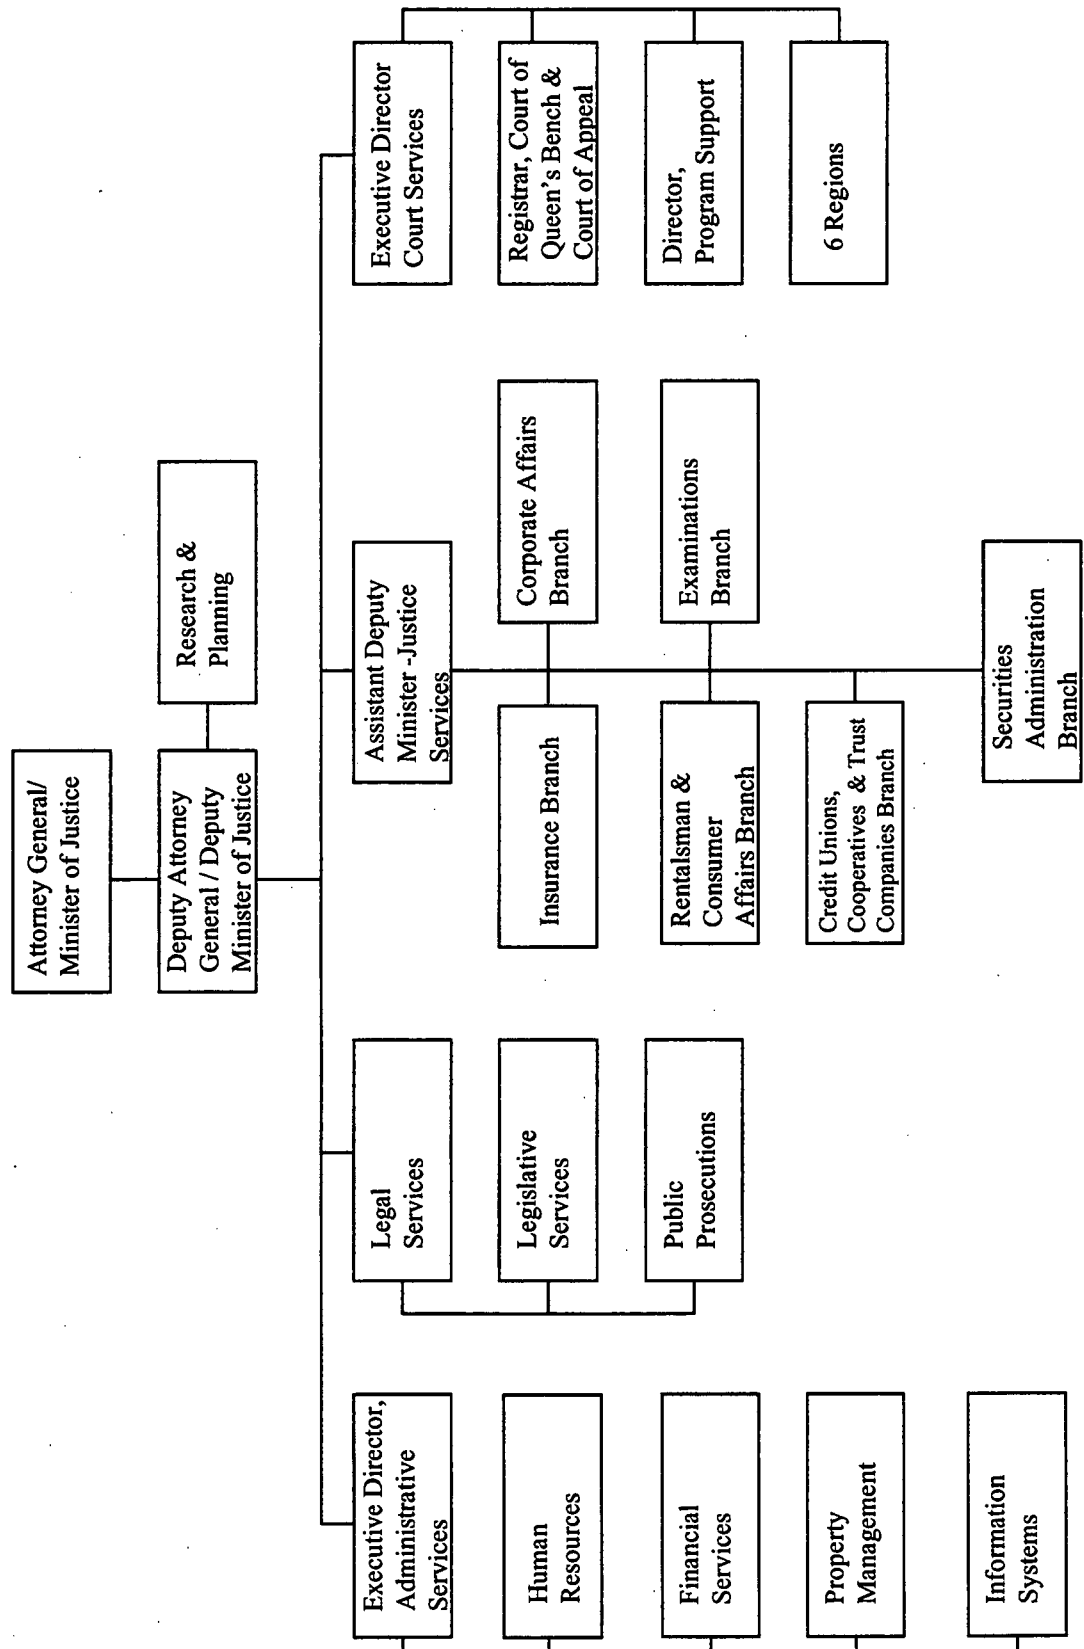 Attorney General/
Minister of Justice
Deputy Attorney
General / Deputy
Minister of Justice
Research &
Planning
Executive Director,
Administrative
Services
Human
Resources
Financial
Services
Property
Management
Information
Systems
Legal
Services
Legislative
Services
Public
Prosecutions
Assistant Deputy
Minister -Justice
Services
Insurance Branch
Corporate Affairs
Branch
Rentalsman &
Consumer
Affairs Branch
Examinations
Branch
Credit Unions,
Cooperatives & Trust
Companies Branch
Securities
Administration
Branch
Executive Director
Court Services
Registrar, Court of
Queen's Bench &
Court of Appeal
Director,
Program Support
6 Regions